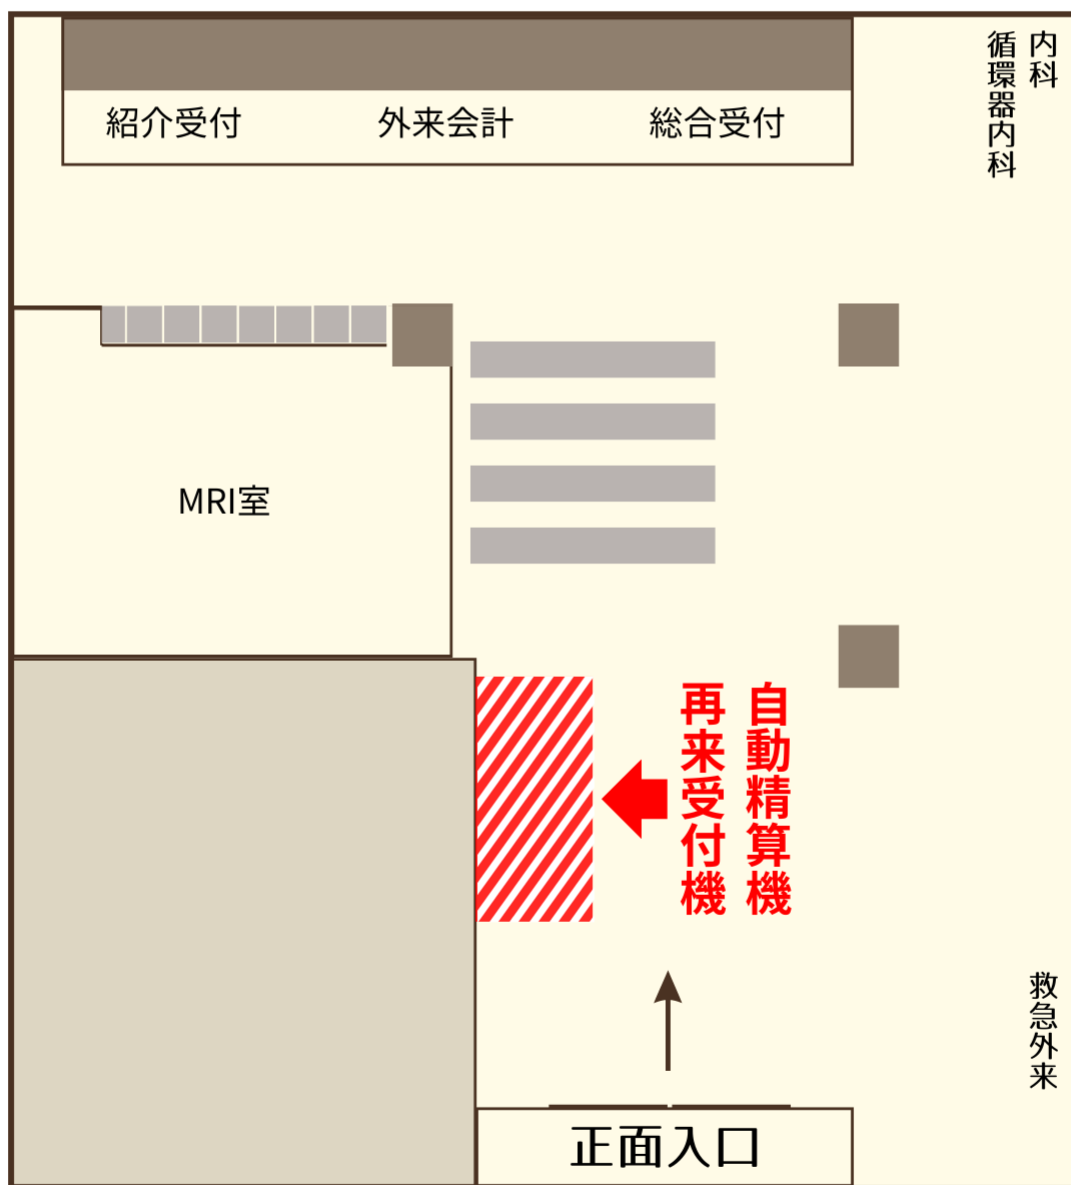 紹介受付
外来会計
総合受付
内科
循環器内科
MRI室
自動精算機
再来受付機
救急外来
正面入口